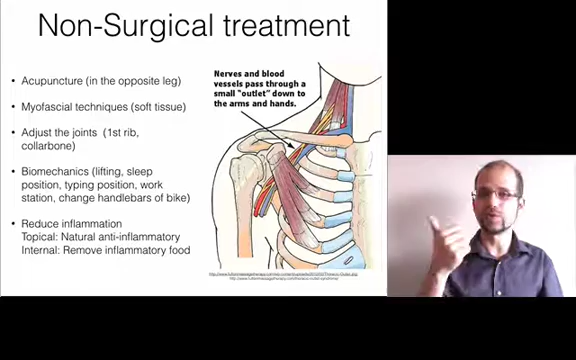 Non-Surgical treatment
• Acupuncture (in the opposite leg)
• Myofascial techniques (soft tissue)
• Adjust the joints (1st rib,
collarbone)
• Biomechanics (lifting, sleep
position, typing position, work
station, change handlebars of bike)
• Reduce inflammation
Topical: Natural anti-inflammatory
Internal: Remove inflammatory food
Nerves and blood
vessels pass through a
small "outlet" down to
the arms and hands.